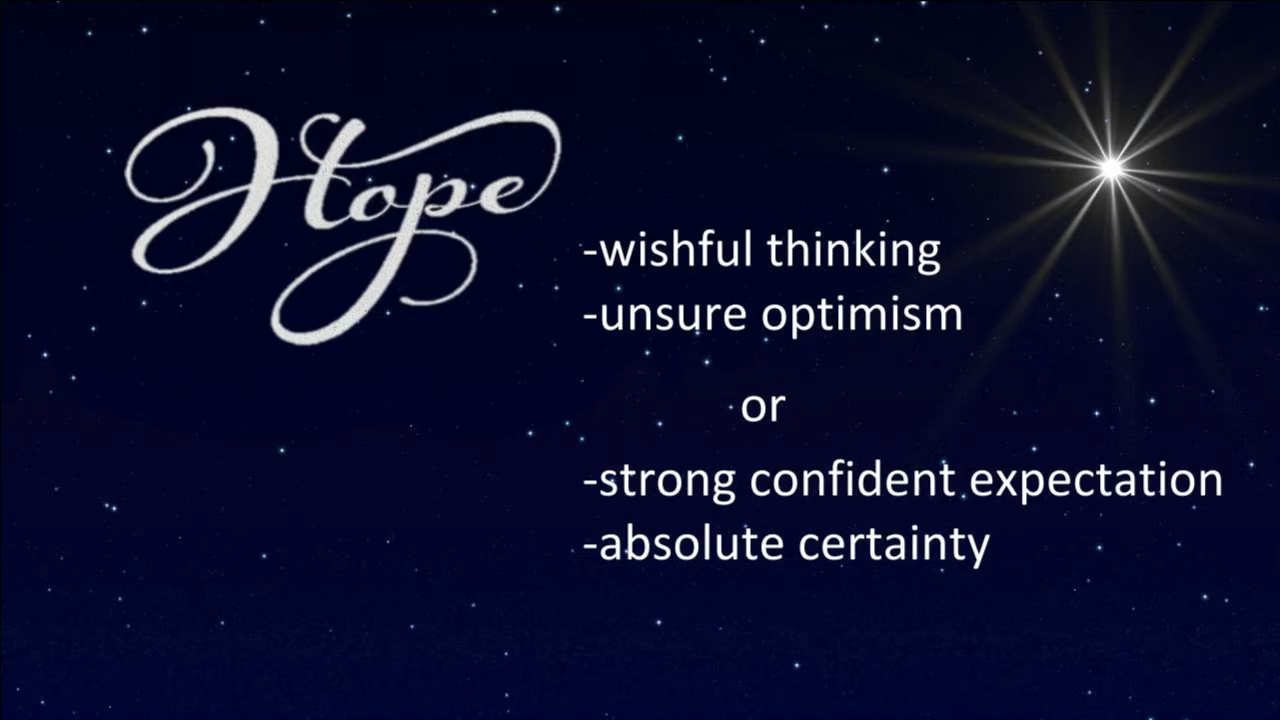 Hope
-wishful thinking
-unsure optimism
or
-strong confident expectation
-absolute certainty